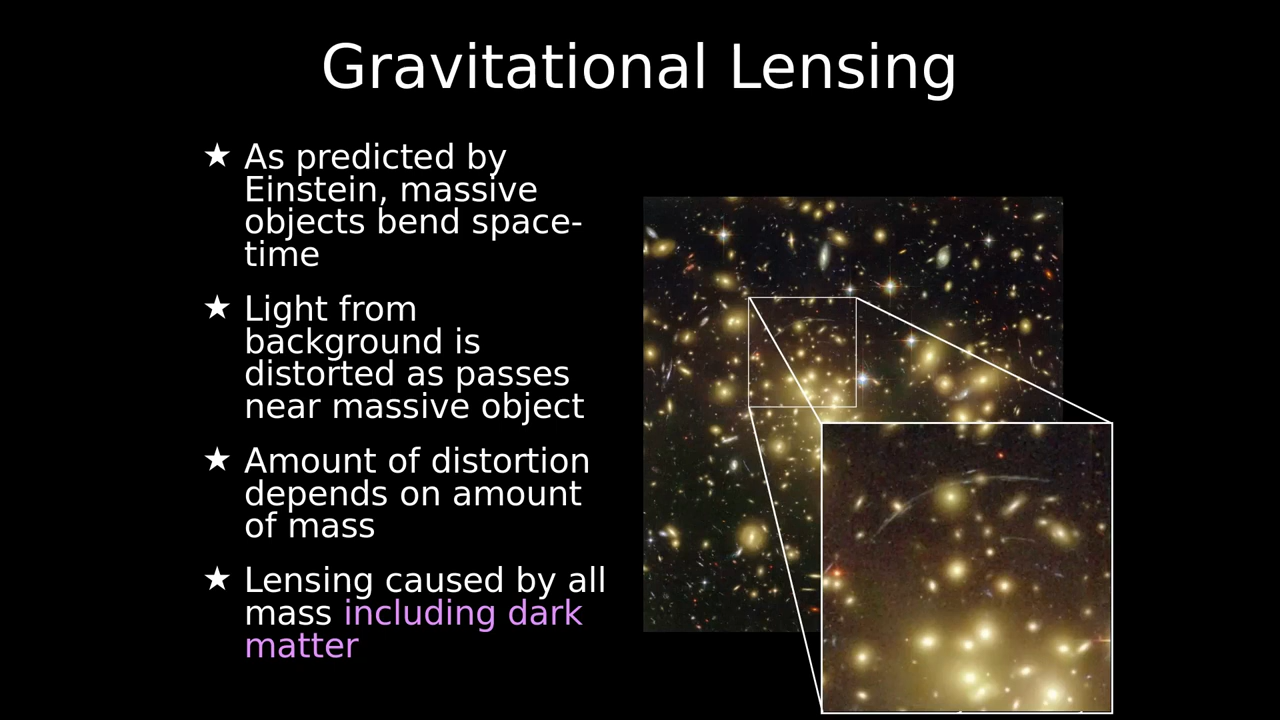 Gravitational Lensing
★ As predicted by
Einstein, massive
objects bend space-
time
★ Light from
background is
distorted as passes
near massive object
★ Amount of distortion
depends on amount
of mass
★ Lensing caused by all
mass including dark
matter